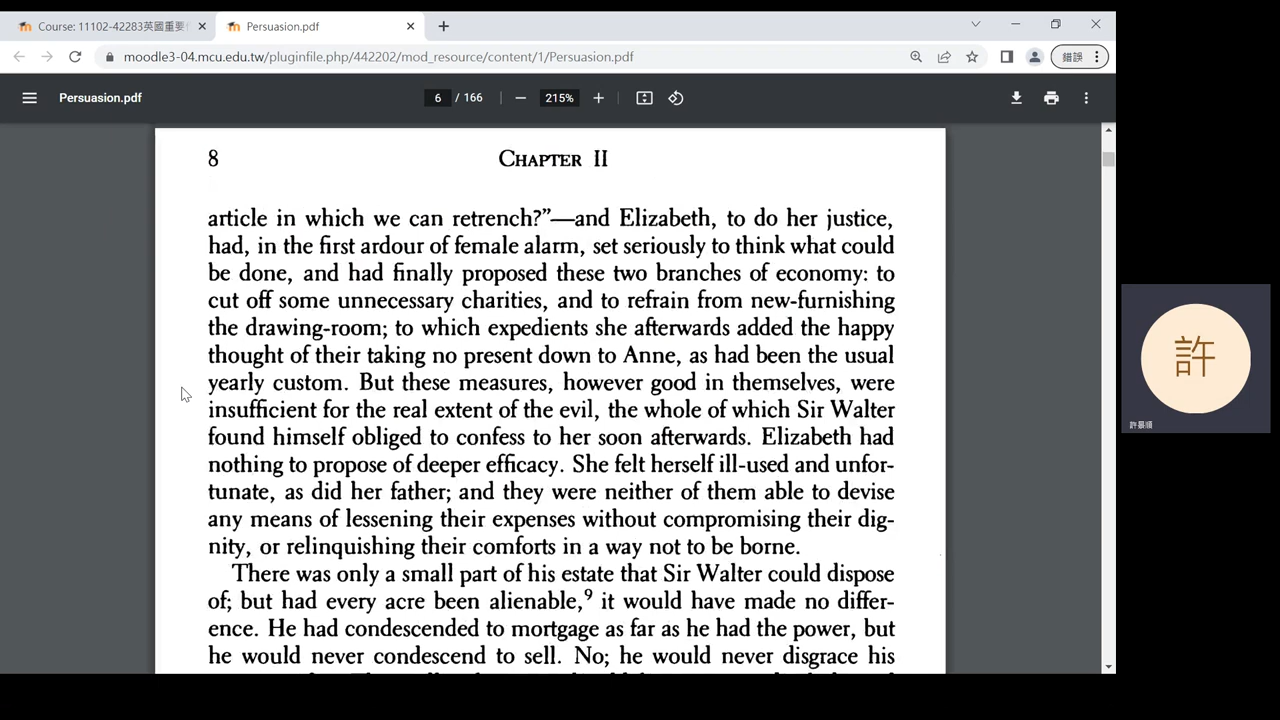 Course: 11102-42283英國重要
Persuasion.pdf
moodle3-04.mcu.edu.tw/pluginfile.php/442202/mod_resource/content/1/Persuasion.pdf
錯誤
Persuasion.pdf
6 / 166
215%
8
CHAPTER II
article in which we can retrench?”—and Elizabeth, to do her justice,
had, in the first ardour of female alarm, set seriously to think what could
be done, and had finally proposed these two branches of economy: to
cut off some unnecessary charities, and to refrain from new-furnishing
the drawing-room; to which expedients she afterwards added the happy
thought of their taking no present down to Anne, as had been the usual
yearly custom. But these measures, however good in themselves, were
insufficient for the real extent of the evil, the whole of which Sir Walter
found himself obliged to confess to her soon afterwards. Elizabeth had
nothing to propose of deeper efficacy. She felt herself ill-used and unfor-
tunate, as did her father; and they were neither of them able to devise
any means of lessening their expenses without compromising their dig-
nity, or relinquishing their comforts in a way not to be borne.
There was only a small part of his estate that Sir Walter could dispose
of; but had every acre been alienable,⁹ it would have made no differ-
ence. He had condescended to mortgage as far as he had the power, but
he would never condescend to sell. No; he would never disgrace his
許
許景順